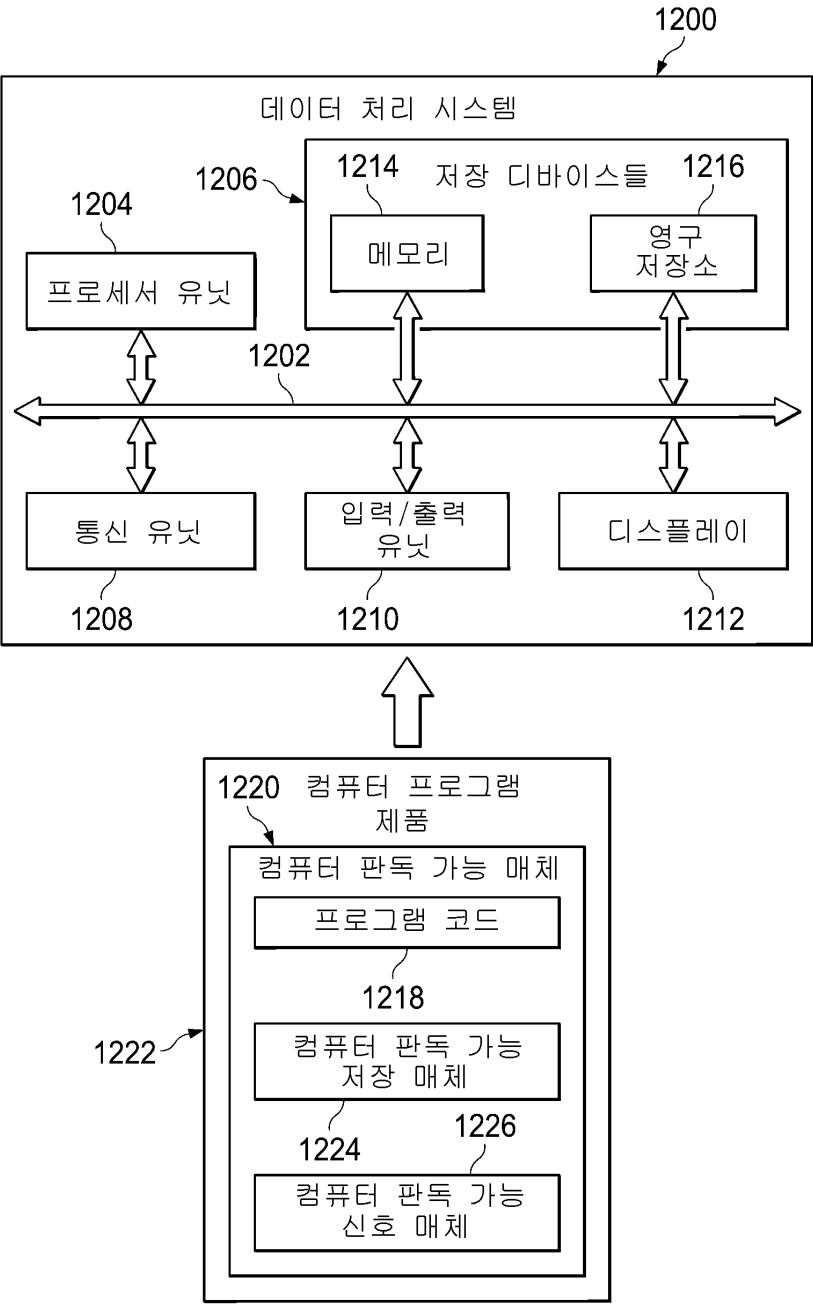 1200
데이터 처리 시스템
1206
1214
저장 디바이스들
1216
1204
메모리
영구
저장소
프로세서 유닛
1202
통신 유닛
입력/출력
유닛
디스플레이
1208
1210
1212
1220
컴퓨터 프로그램
제품
컴퓨터 판독 가능 매체
프로그램 코드
1218
1222
컴퓨터 판독 가능
저장 매체
1224
1226
컴퓨터 판독 가능
신호 매체